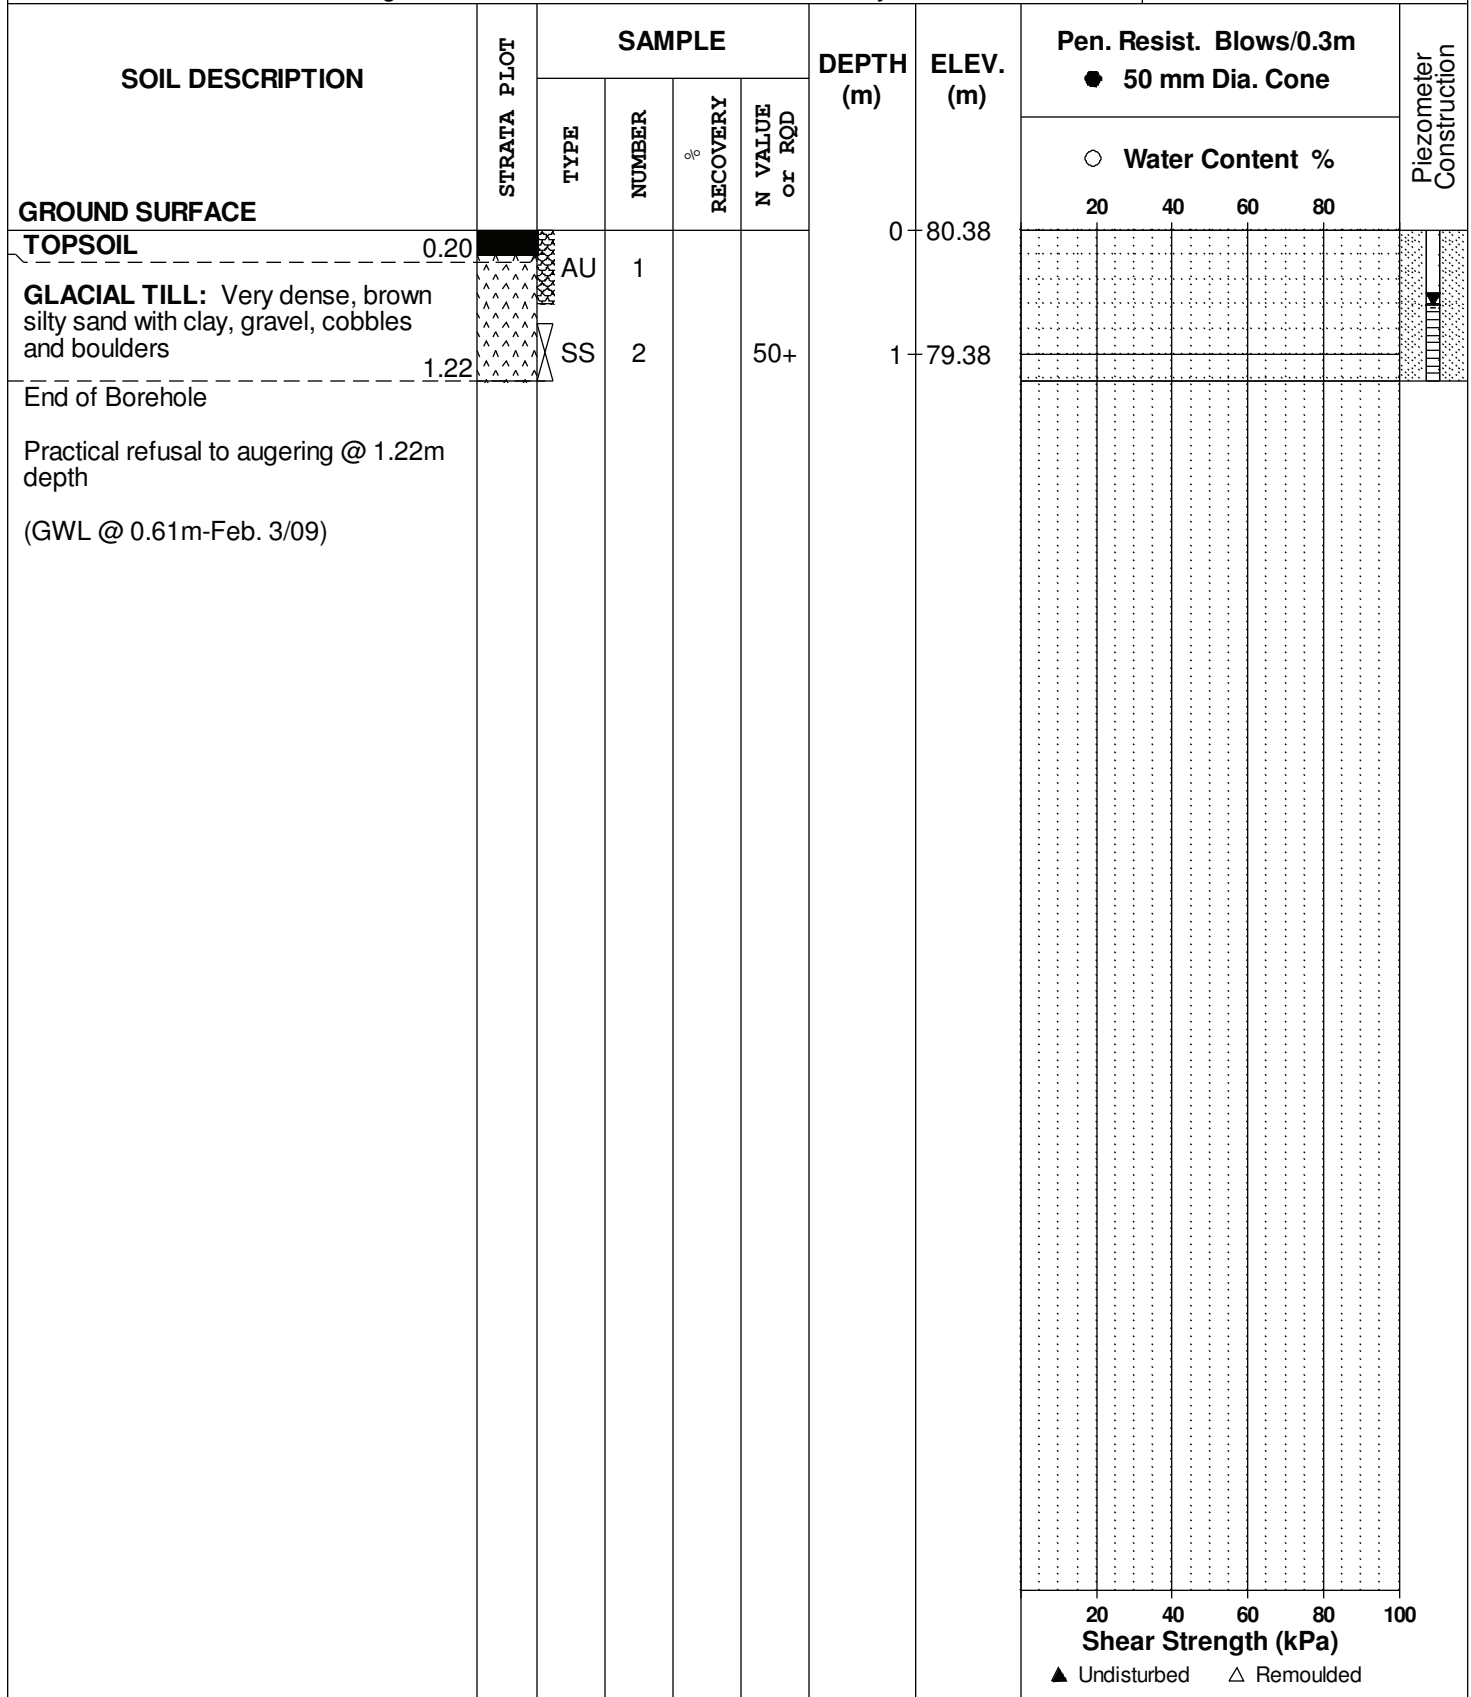 SOIL DESCRIPTION
GROUND SURFACE
STRATA PLOT
SAMPLE
TYPE
NUMBER
%
RECOVERY
N VALUE
or RQD
DEPTH
(m)
ELEV.
(m)
Pen. Resist. Blows/0.3m
● 50 mm Dia. Cone
○ Water Content %
20 40 60 80
Piezometer
Construction
0 80.38
TOPSOIL 0.20
AU 1
GLACIAL TILL: Very dense, brown
silty sand with clay, gravel, cobbles
and boulders
1.22
SS 2 50+
1 79.38
End of Borehole
Practical refusal to augering @ 1.22m
depth
(GWL @ 0.61m-Feb. 3/09)
20 40 60 80 100
Shear Strength (kPa)
▲ Undisturbed △ Remoulded